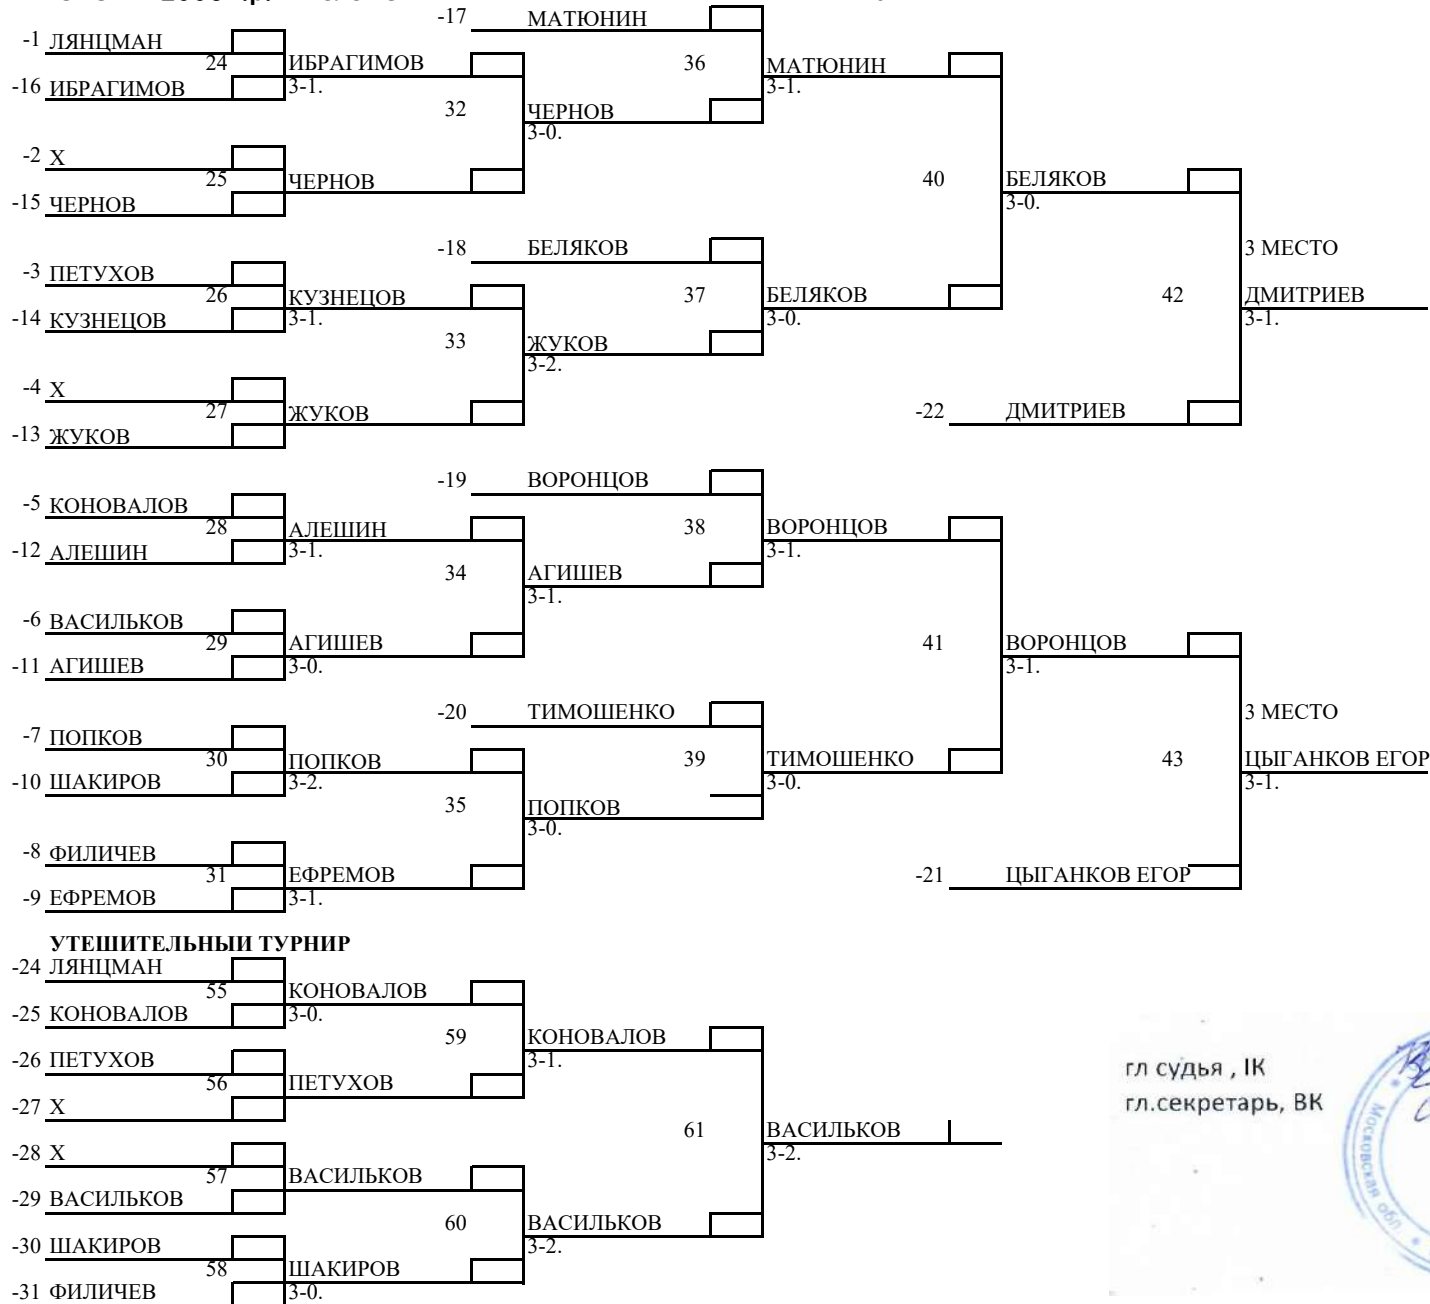 -17 МАТЮНИН
-1 ЛЯНЦМАН
24 ИБРАГИМОВ 36 МАТЮНИН
-16 ИБРАГИМОВ 3-1. 3-1.
32 ЧЕРНОВ
3-0.
-2 Х
25 ЧЕРНОВ 40 БЕЛЯКОВ
-15 ЧЕРНОВ 3-0.
-18 БЕЛЯКОВ 3 МЕСТО
-3 ПЕТУХОВ
26 КУЗНЕЦОВ 37 БЕЛЯКОВ 42 ДМИТРИЕВ
-14 КУЗНЕЦОВ 3-1. 3-0. 3-1.
33 ЖУКОВ
3-2.
-4 Х
27 ЖУКОВ -22 ДМИТРИЕВ
-13 ЖУКОВ
-19 ВОРОНЦОВ
-5 КОНОВАЛОВ
28 АЛЕШИН 38 ВОРОНЦОВ
-12 АЛЕШИН 3-1. 3-1.
34 АГИШЕВ
3-1.
-6 ВАСИЛЬКОВ
29 АГИШЕВ 41 ВОРОНЦОВ
-11 АГИШЕВ 3-0. 3-1.
-20 ТИМОШЕНКО 3 МЕСТО
-7 ПОПКОВ
30 ПОПКОВ 39 ТИМОШЕНКО 43 ЦЫГАНКОВ ЕГОР
-10 ШАКИРОВ 3-2. 3-0. 3-1.
35 ПОПКОВ
3-0.
-8 ФИЛИЧЕВ
31 ЕФРЕМОВ -21 ЦЫГАНКОВ ЕГОР
-9 ЕФРЕМОВ 3-1.
УТЕШИТЕЛЬНЫЙ ТУРНИР
-24 ЛЯНЦМАН
55 КОНОВАЛОВ
-25 КОНОВАЛОВ 3-0.
59 КОНОВАЛОВ
-26 ПЕТУХОВ 3-1.
56 ПЕТУХОВ
-27 Х
гл судья , IК
гл.секретарь, ВК
61 ВАСИЛЬКОВ
-28 Х 3-2.
57 ВАСИЛЬКОВ
-29 ВАСИЛЬКОВ
60 ВАСИЛЬКОВ
-30 ШАКИРОВ 3-2.
58 ШАКИРОВ
-31 ФИЛИЧЕВ 3-0.
Московская